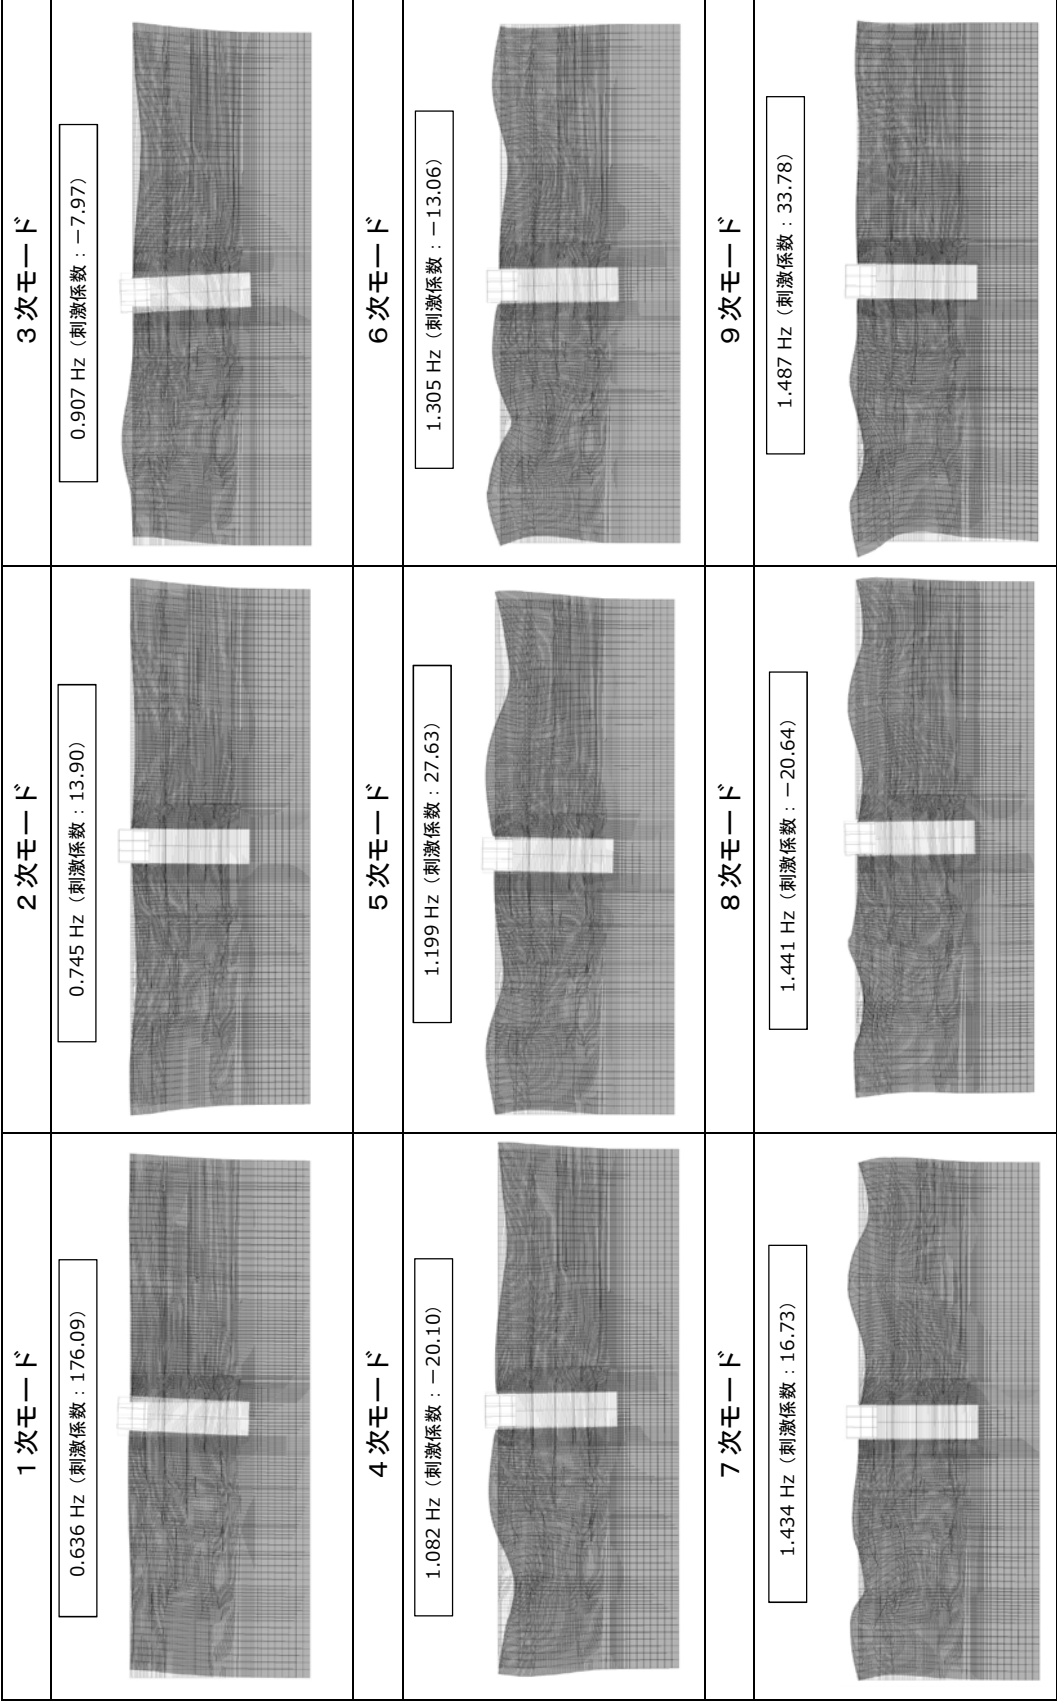 1次モード
0.636 Hz（刺激係数：176.09）
2次モード
0.745 Hz（刺激係数：13.90）
3次モード
0.907 Hz（刺激係数：－7.97）
4次モード
1.082 Hz（刺激係数：－20.10）
5次モード
1.199 Hz（刺激係数：27.63）
6次モード
1.305 Hz（刺激係数：－13.06）
7次モード
1.434 Hz（刺激係数：16.73）
8次モード
1.441 Hz（刺激係数：－20.64）
9次モード
1.487 Hz（刺激係数：33.78）